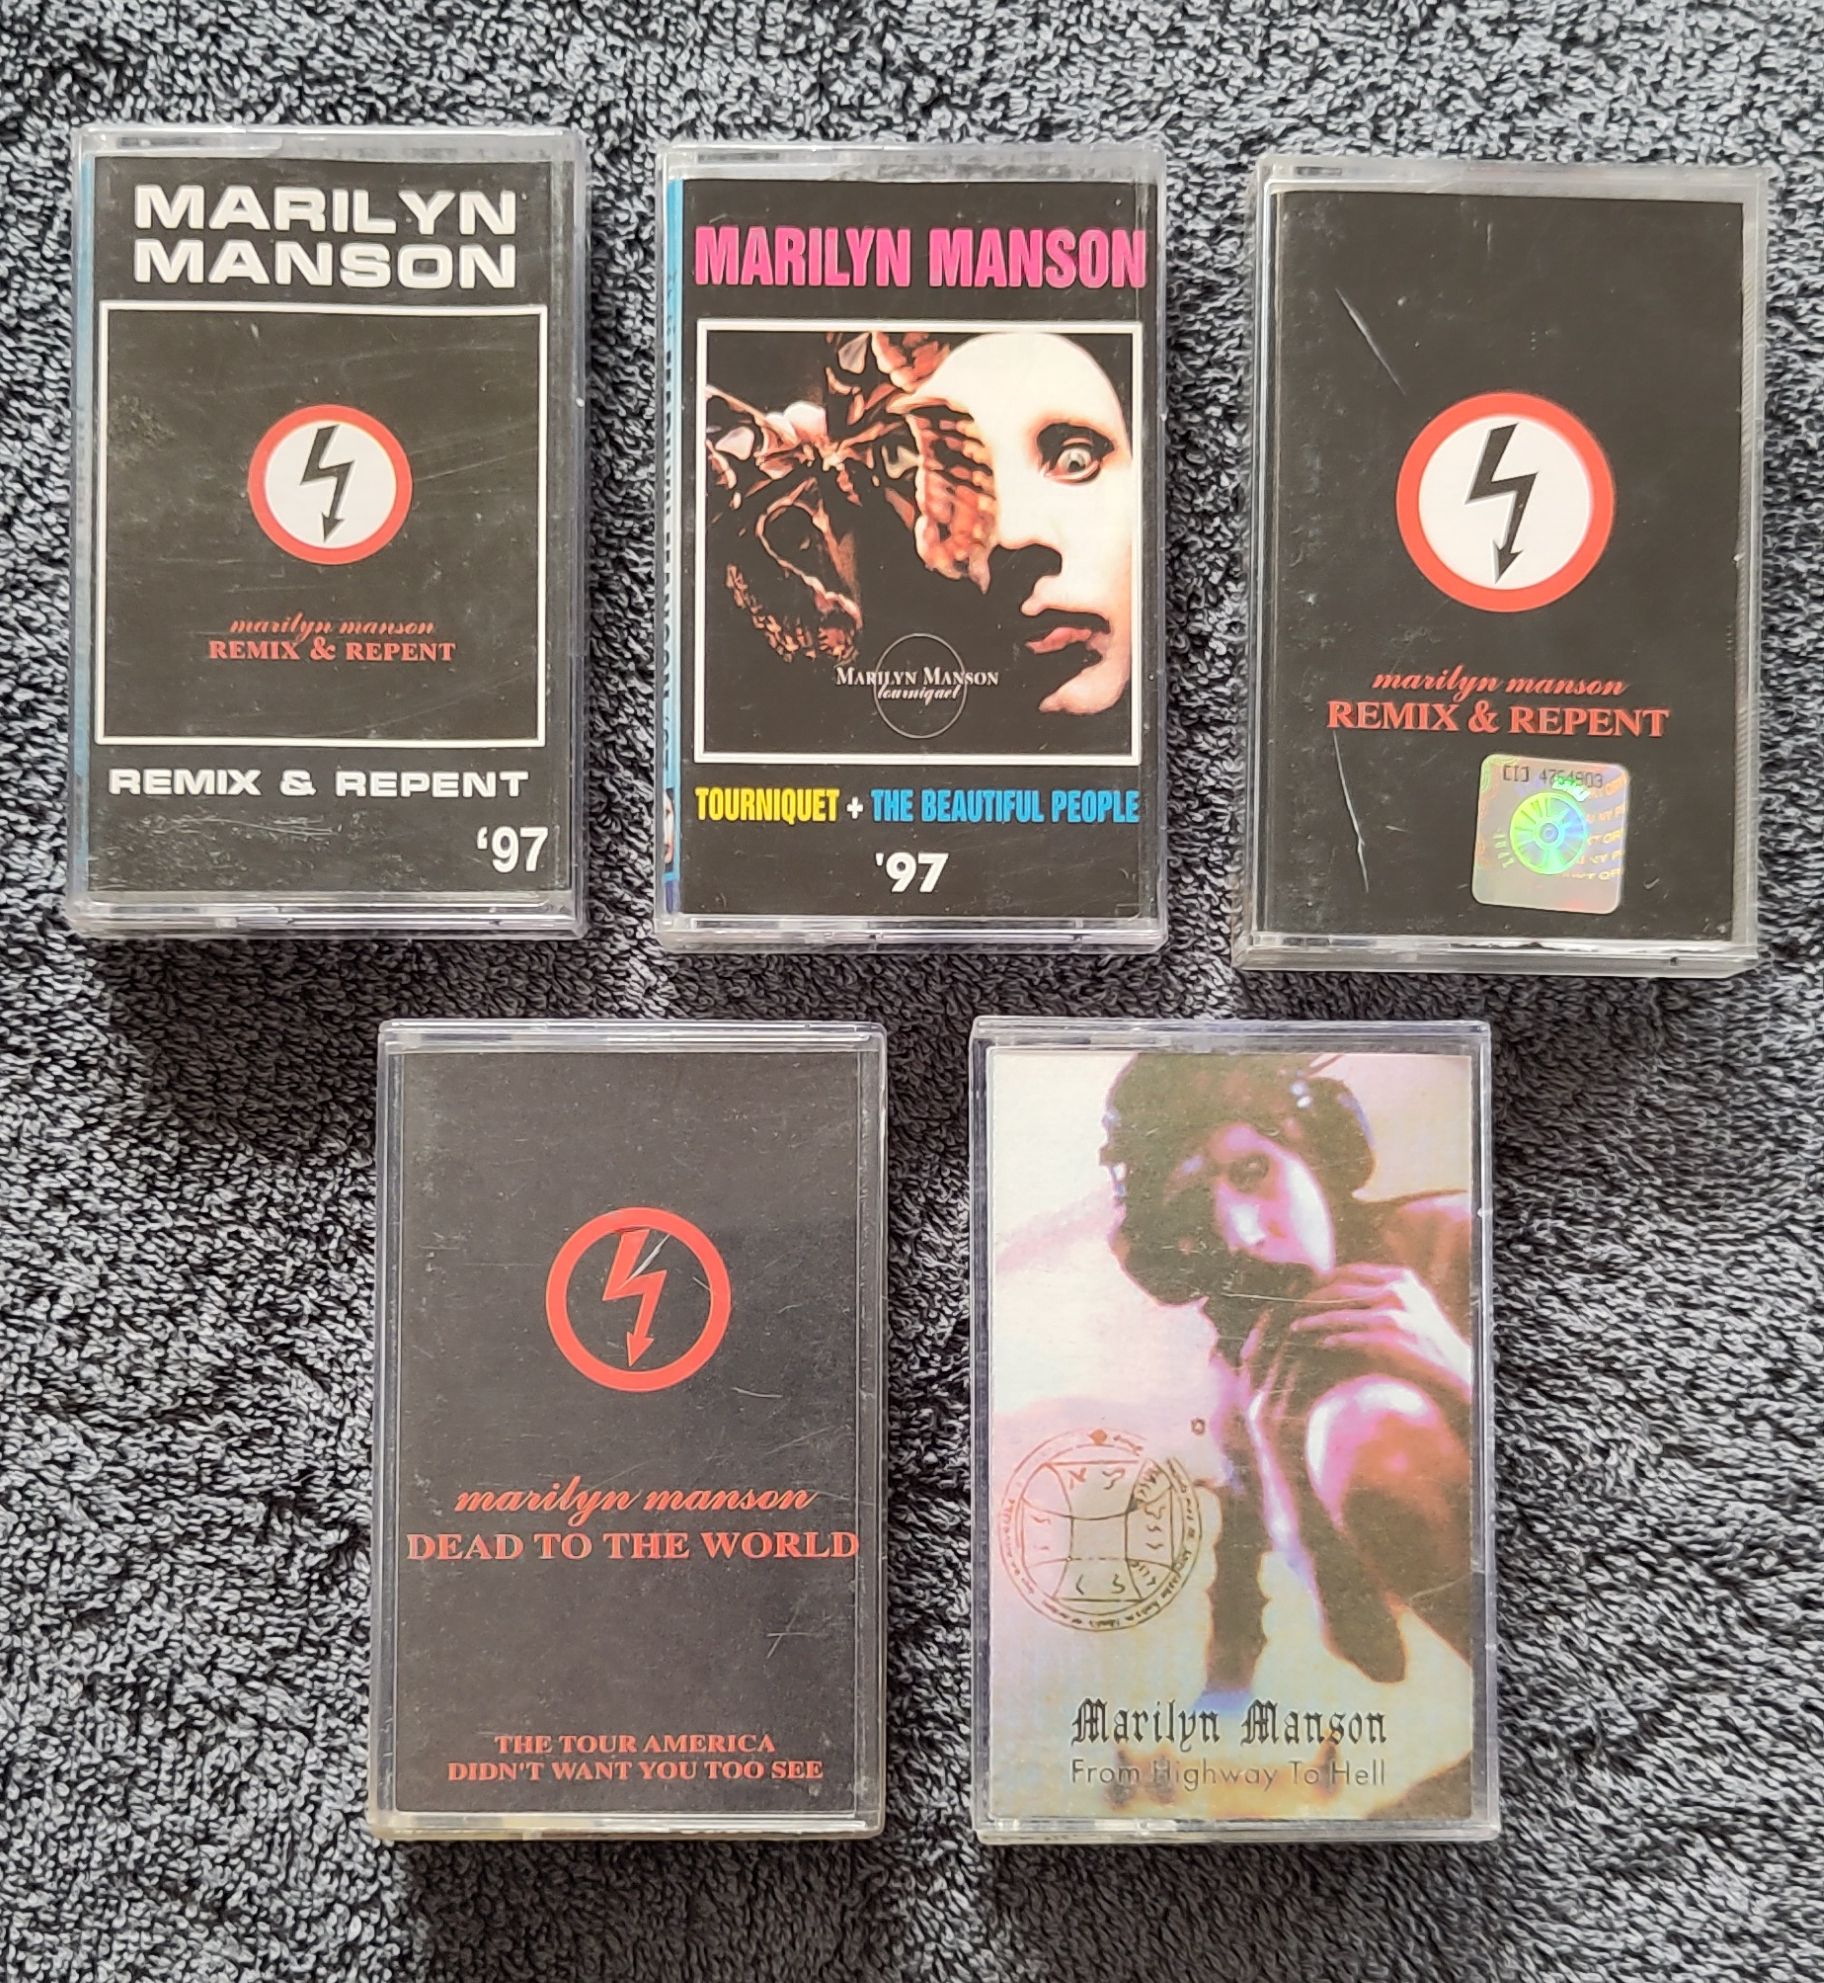 MARILYN
MANSON
marilyn manson
REMIX & REPENT
REMIX & REPENT
'97
MARILYN MANSON
MARILYN MANSON
tourniquet
TOURNIQUET + THE BEAUTIFUL PEOPLE
'97
marilyn manson
REMIX & REPENT
4754903
marilyn manson
DEAD TO THE WORLD
THE TOUR AMERICA
DIDN'T WANT YOU TOO SEE
Marilyn Manson
From Highway To Hell